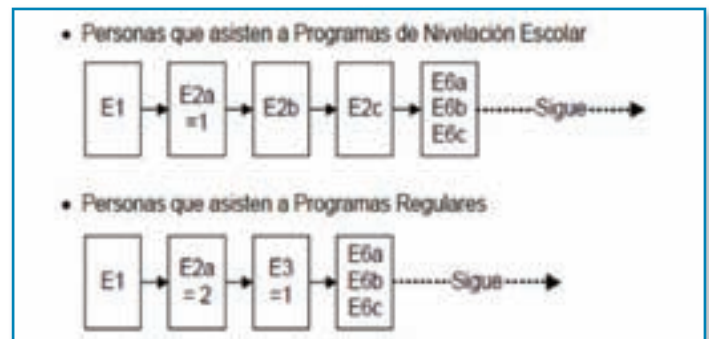 • Personas que asisten a Programas de Nivelación Escolar
E1 E2a =1 E2b E2c E6a E6b E6c Sigue
• Personas que asisten a Programas Regulares
E1 E2a = 2 E3 =1 E6a E6b E6c Sigue